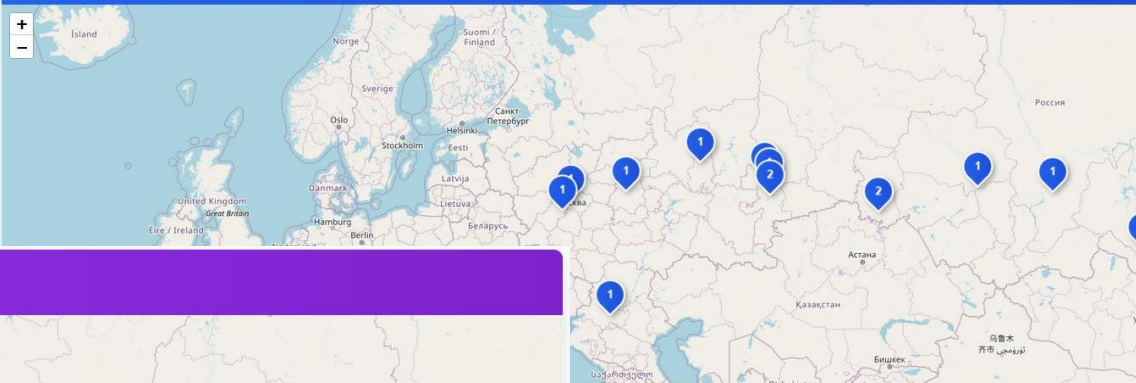 +
−
Ísland
Norge
Suomi /
Finland
Sverige
Oslo
Stockholm
Helsinki
Санкт-
Петербург
Eesti
Latvija
Lietuva
Danmark
United Kingdom
Great Britain
Éire / Ireland
Hamburg
Berlin
Беларусь
Россия
1
1
1
1
2
2
1
1
Астана
1
Қазақстан
乌鲁木
齐市 ئۈرۈمچى
Бишкек
საქართველო